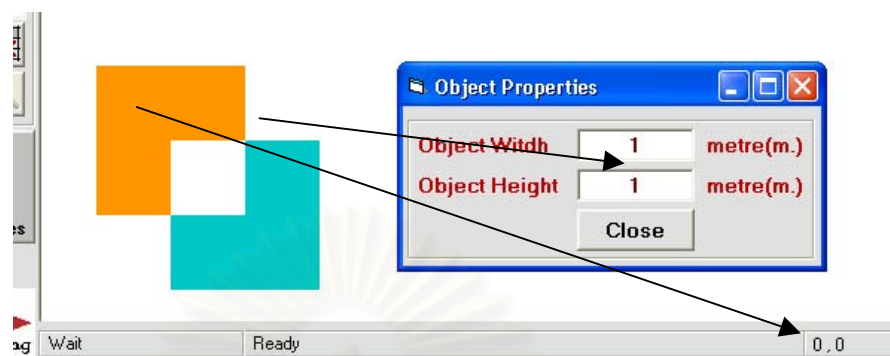 Object Properties
Object Witdh 1 metre(m.)
Object Height 1 metre(m.)
Close
Wait Ready 0,0